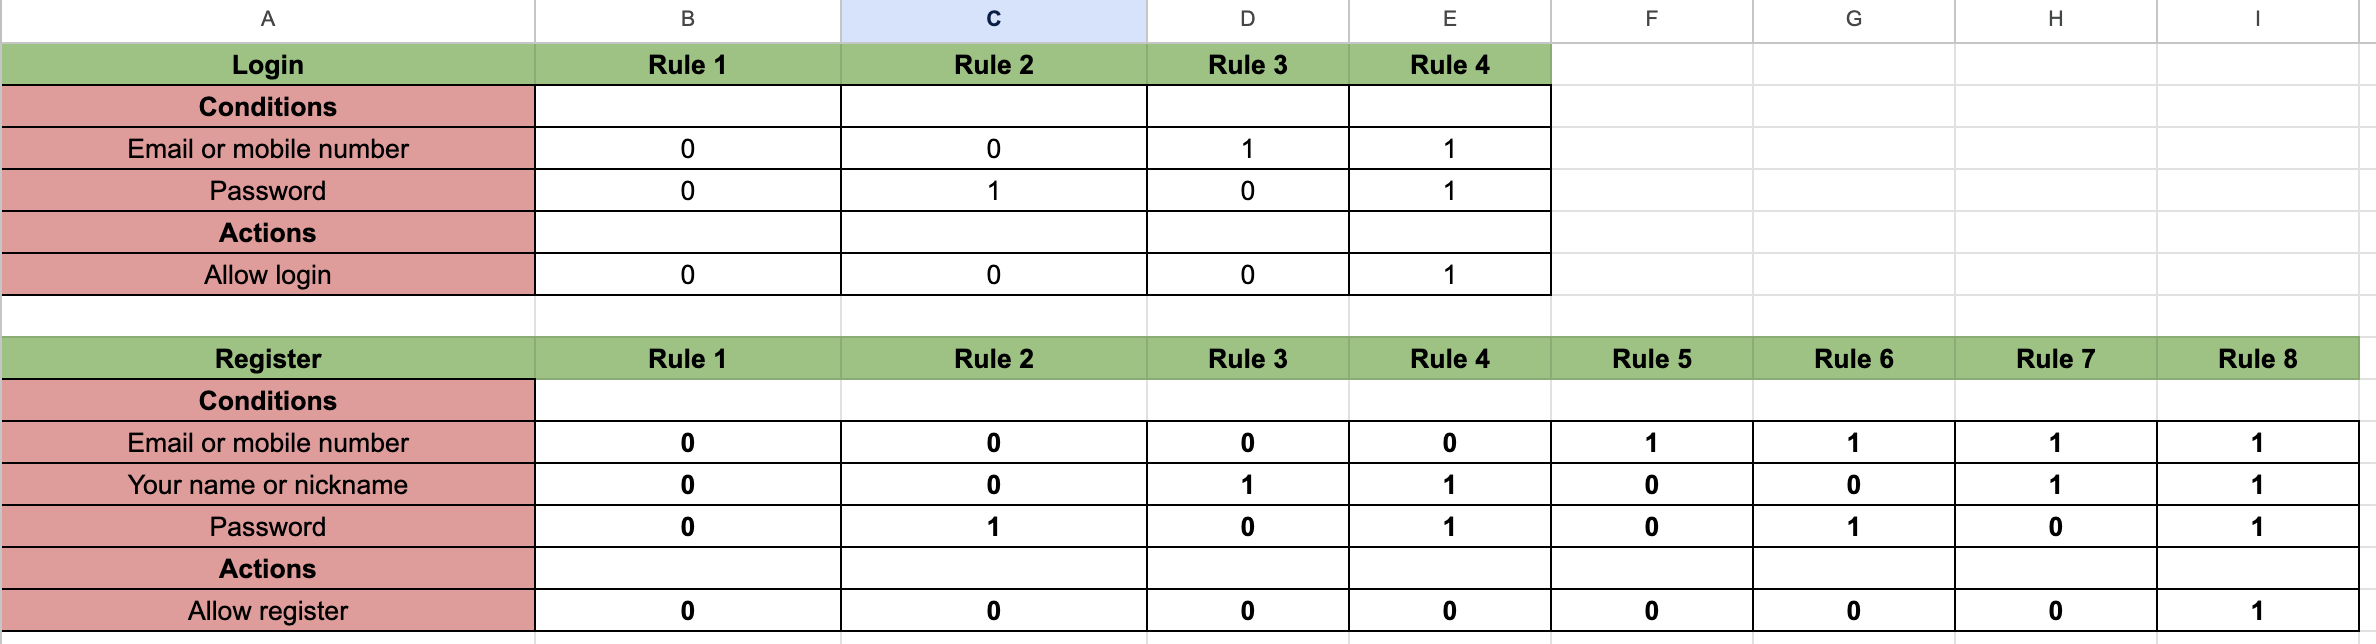 A B C D E F G H I
Login Rule 1 Rule 2 Rule 3 Rule 4
Conditions
Email or mobile number 0 0 1 1
Password 0 1 0 1
Actions
Allow login 0 0 0 1
Register Rule 1 Rule 2 Rule 3 Rule 4 Rule 5 Rule 6 Rule 7 Rule 8
Conditions
Email or mobile number 0 0 0 0 1 1 1 1
Your name or nickname 0 0 1 1 0 0 1 1
Password 0 1 0 1 0 1 0 1
Actions
Allow register 0 0 0 0 0 0 0 1